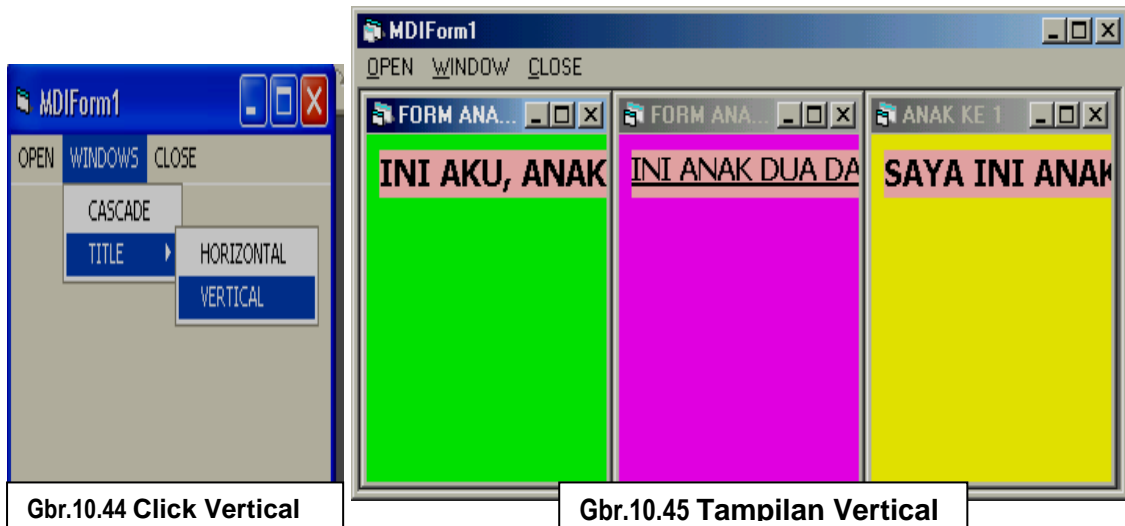 MDIForm1
OPEN WINDOWS CLOSE
CASCADE
TITLE
HORIZONTAL
VERTICAL
Gbr.10.44 Click Vertical
MDIForm1
OPEN WINDOW CLOSE
FORM ANA...
INI AKU, ANAK
FORM ANA...
INI ANAK DUA DA
ANAK KE 1
SAYA INI ANAK
Gbr.10.45 Tampilan Vertical